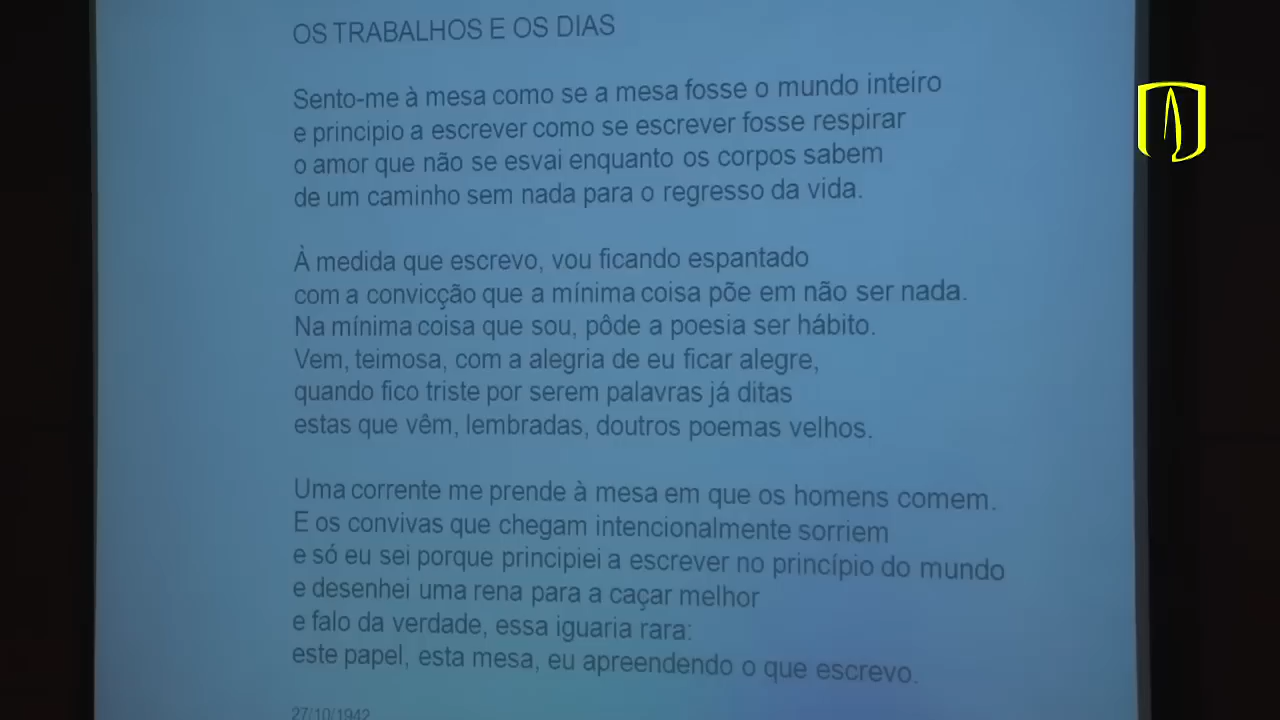 OS TRABALHOS E OS DIAS
Sento-me à mesa como se a mesa fosse o mundo inteiro
e principio a escrever como se escrever fosse respirar
o amor que não se esvai enquanto os corpos sabem
de um caminho sem nada para o regresso da vida.
À medida que escrevo, vou ficando espantado
com a convicção que a mínima coisa põe em não ser nada.
Na mínima coisa que sou, pôde a poesia ser hábito.
Vem, teimosa, com a alegria de eu ficar alegre,
quando fico triste por serem palavras já ditas
estas que vêm, lembradas, doutros poemas velhos.
Uma corrente me prende à mesa em que os homens comem.
E os convivas que chegam intencionalmente sorriem
e só eu sei porque principiei a escrever no princípio do mundo
e desenhei uma rena para a caçar melhor
e falo da verdade, essa iguaria rara:
este papel, esta mesa, eu apreendendo o que escrevo.
27/10/1942